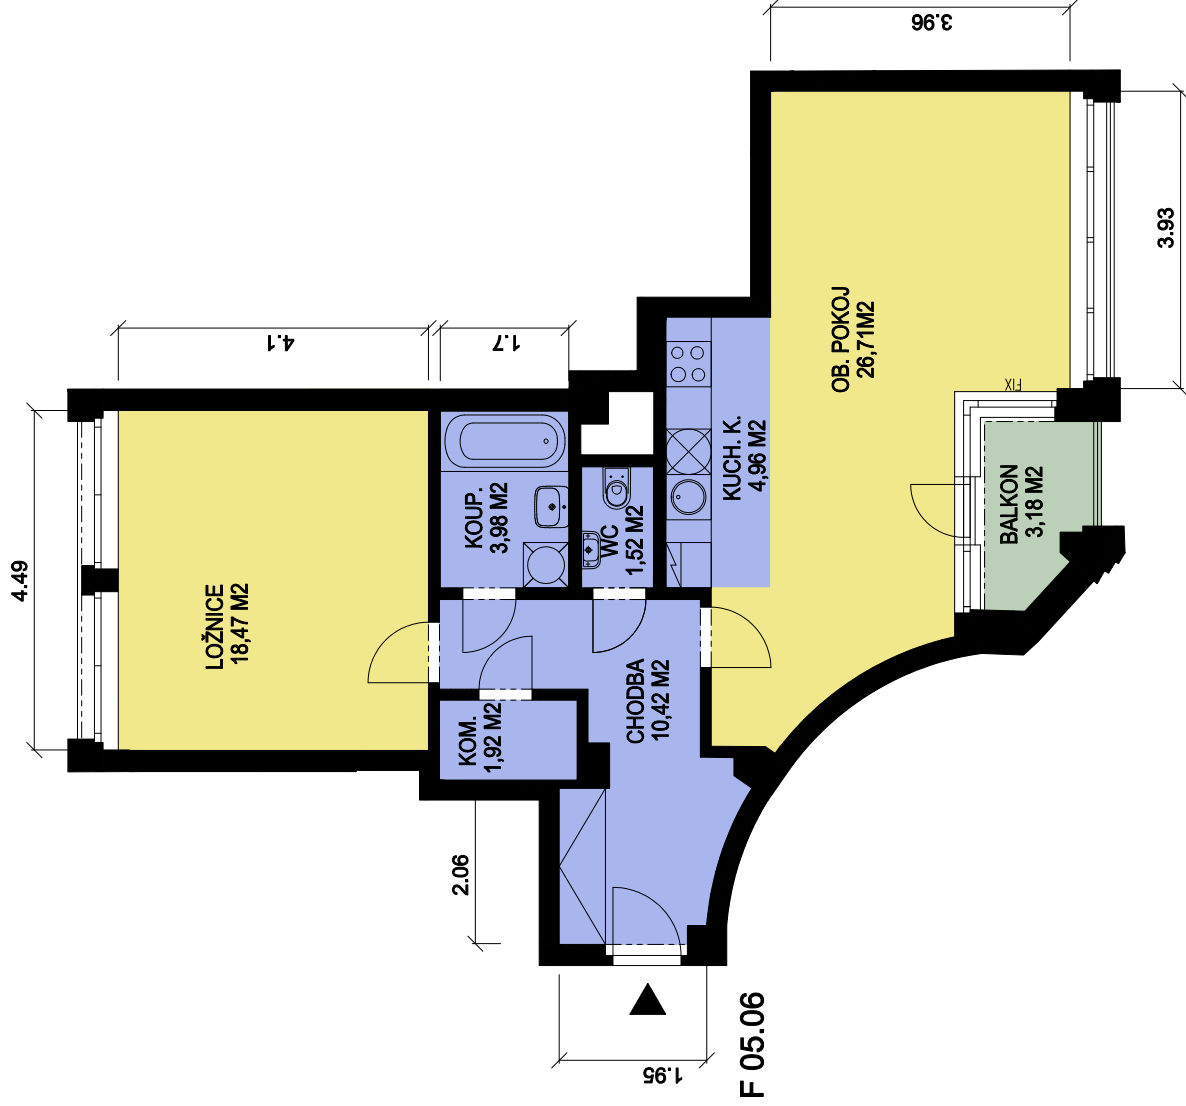 3.96
3.93
4.1
1.7
4.49
OB. POKOJ
26,71M2
FIX
KUCH. K.
4,96 M2
KOUP.
3,98 M2
WC
1,52 M2
BALKON
3,18 M2
LOŽNICE
18,47 M2
CHODBA
10,42 M2
KOM.
1,92 M2
2.06
1.95
F 05.06